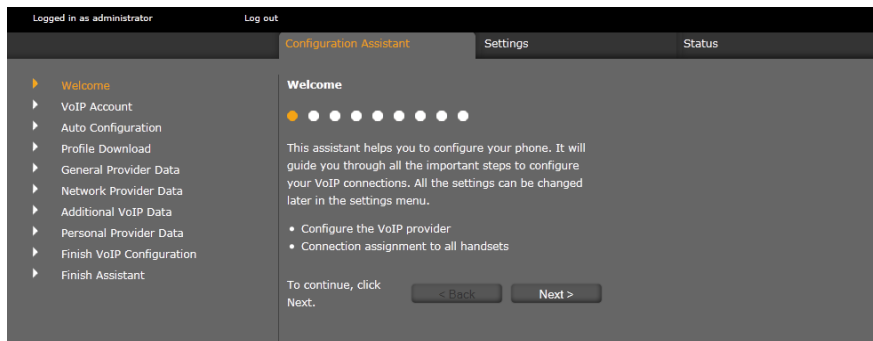 Logged in as administrator Log out
Configuration Assistant Settings Status
Welcome
VoIP Account
Auto Configuration
Profile Download
General Provider Data
Network Provider Data
Additional VoIP Data
Personal Provider Data
Finish VoIP Configuration
Finish Assistant
Welcome
This assistant helps you to configure your phone. It will
guide you through all the important steps to configure
your VoIP connections. All the settings can be changed
later in the settings menu.
• Configure the VoIP provider
• Connection assignment to all handsets
To continue, click
Next.
< Back Next >